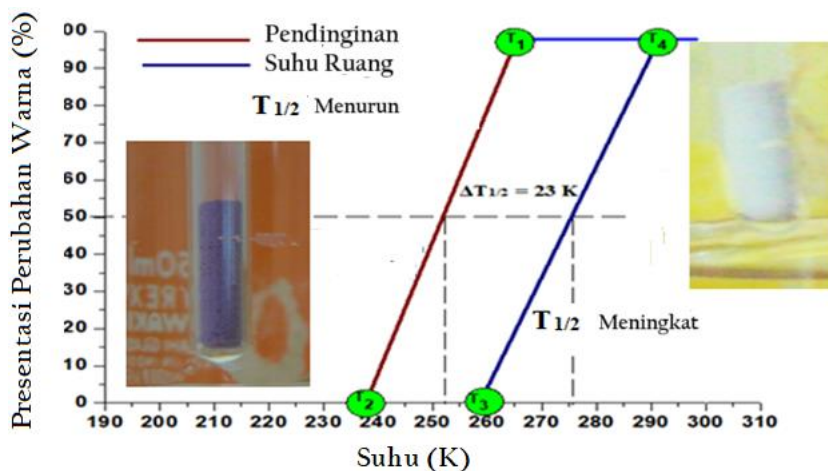 Presentasi Perubahan Warna (%)
00
90
80
70
60
50
40
30
20
10
0
Pendinginan
Suhu Ruang
T1/2 Menurun
T1
T4
ΔT1/2 = 23 K
T1/2 Meningkat
T2
T3
190 200 210 220 230 240 250 260 270 280 290 300 310
Suhu (K)